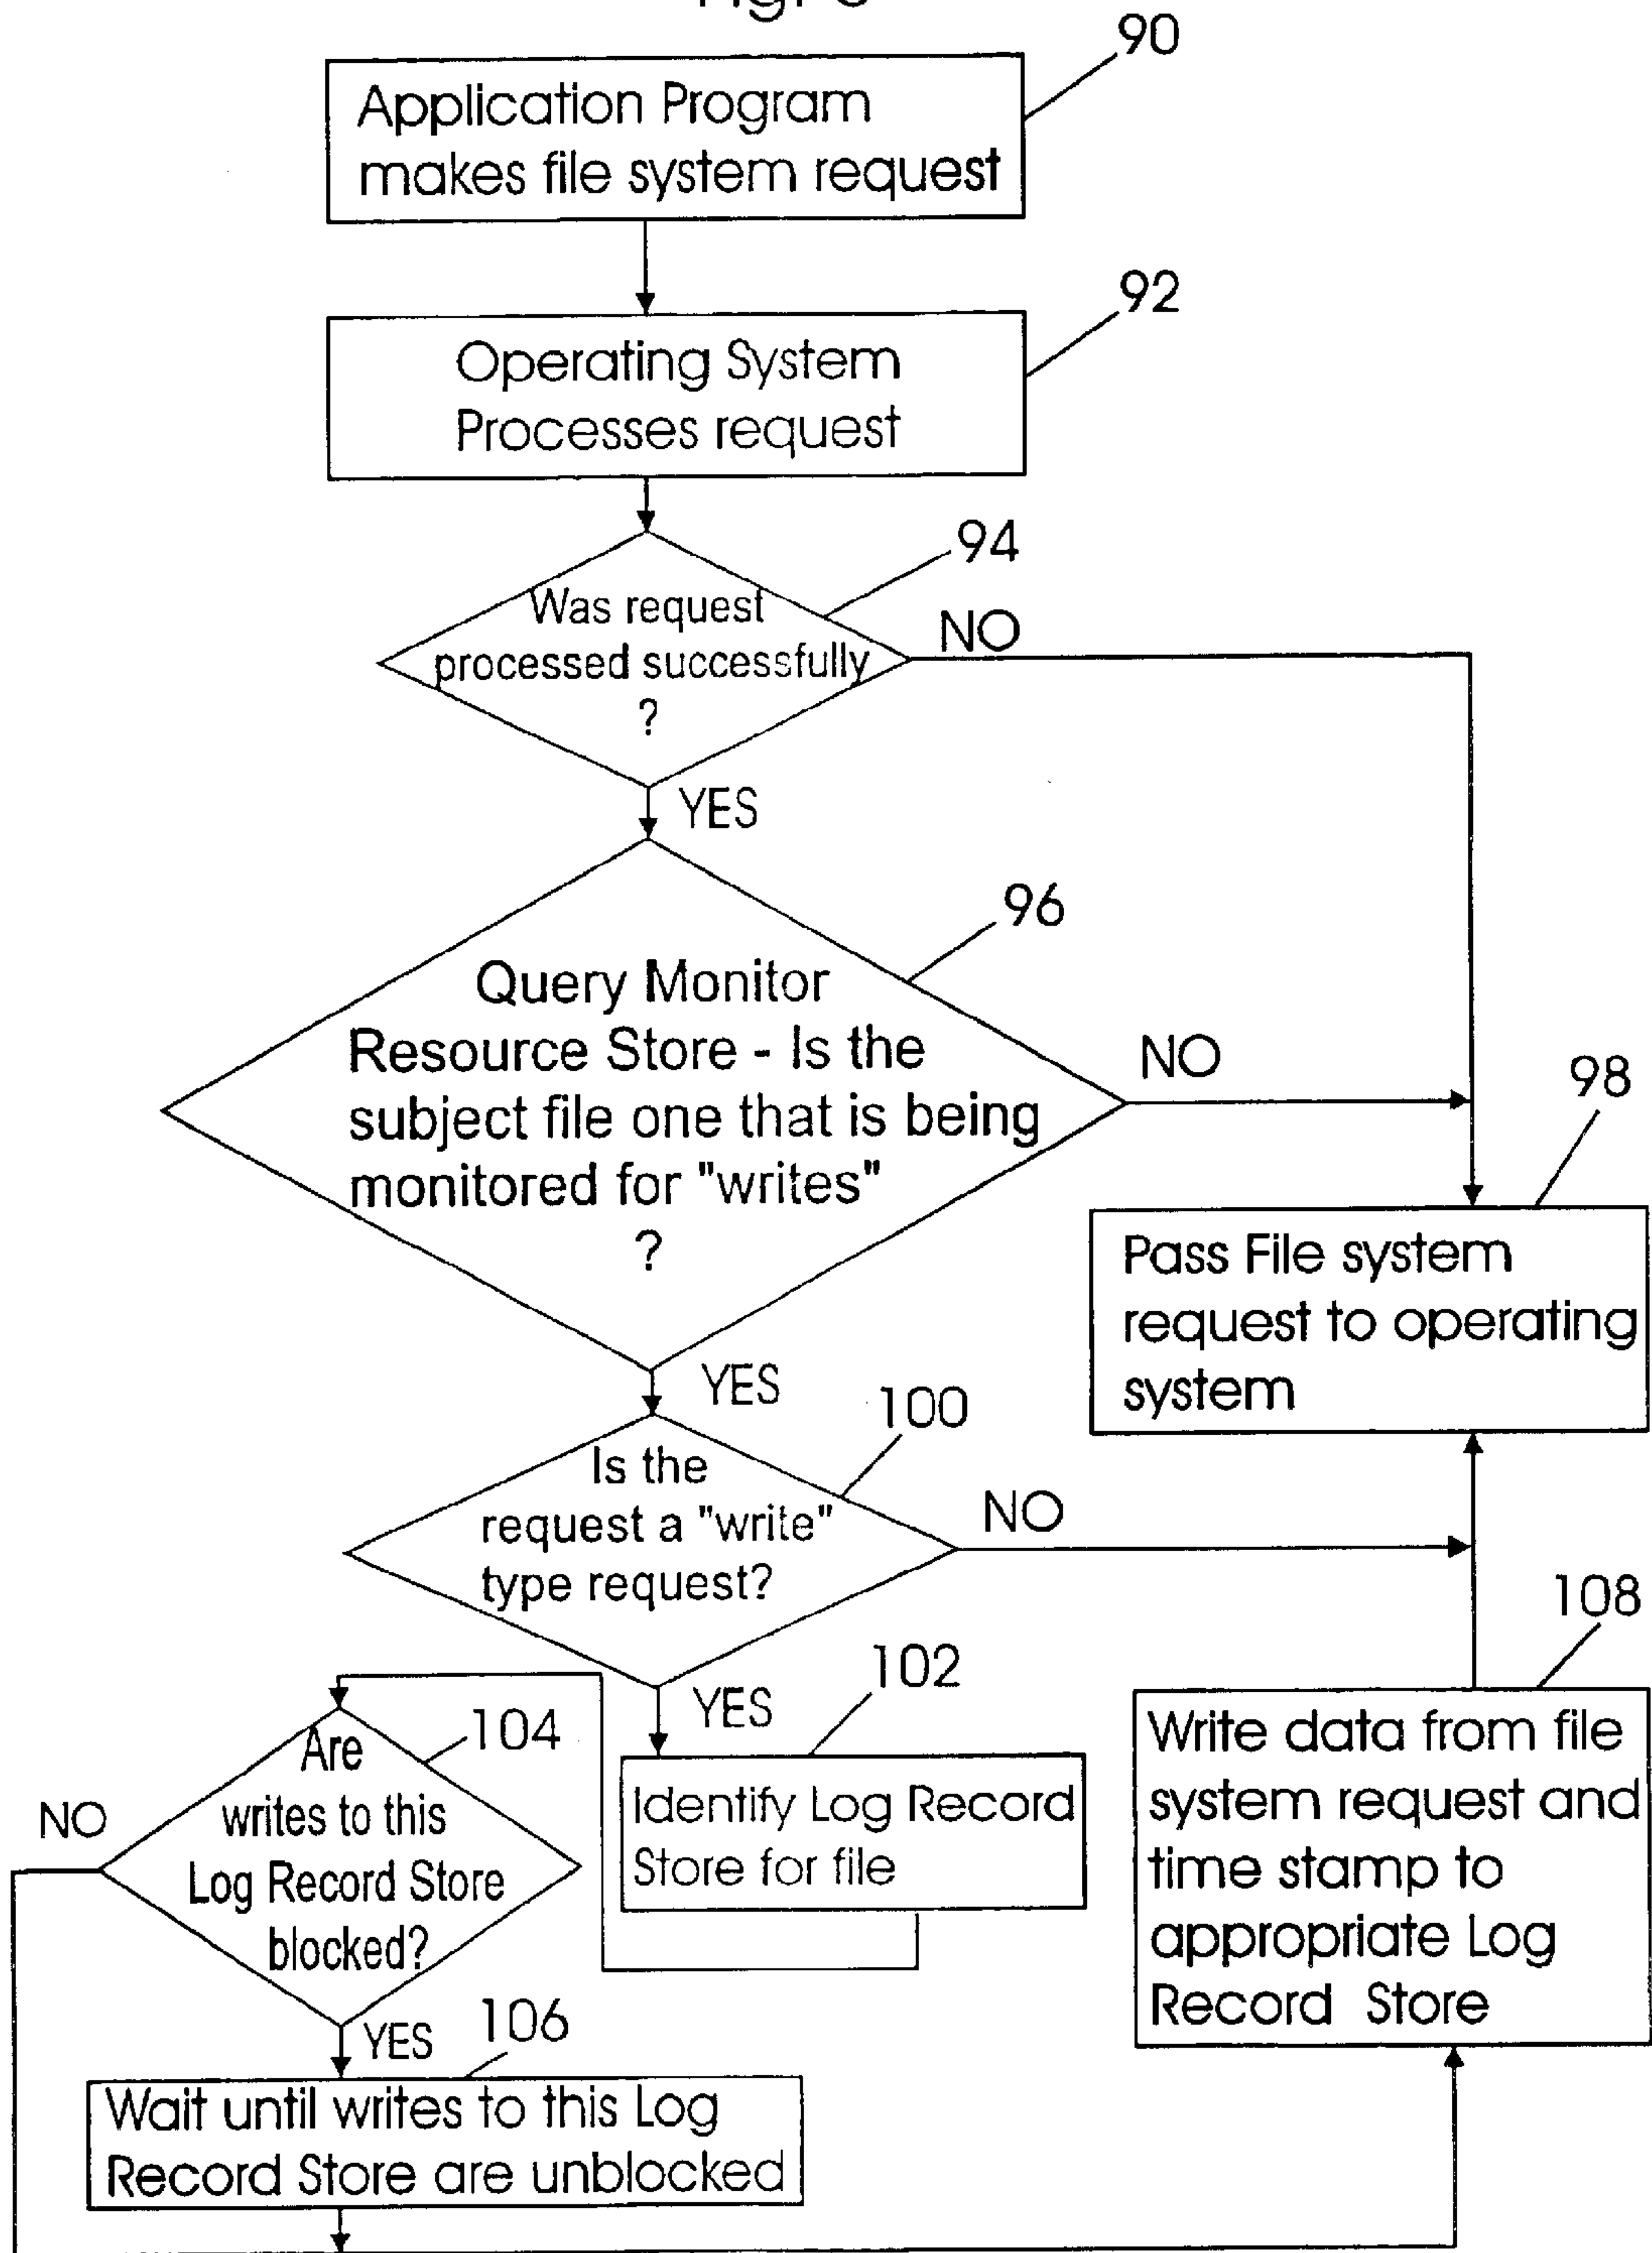 90
Application Program
makes file system request
92
Operating System
Processes request
94
Was request
processed successfully
?
NO
YES
96
Query Monitor
Resource Store - Is the
subject file one that is being
monitored for "writes"
?
NO
98
Pass File system
request to operating
system
YES
100
Is the
request a "write"
type request?
NO
108
Write data from file
system request and
time stamp to
appropriate Log
Record Store
YES
102
Identify Log Record
Store for file
104
Are
writes to this
Log Record Store
blocked?
NO
YES
106
Wait until writes to this Log
Record Store are unblocked